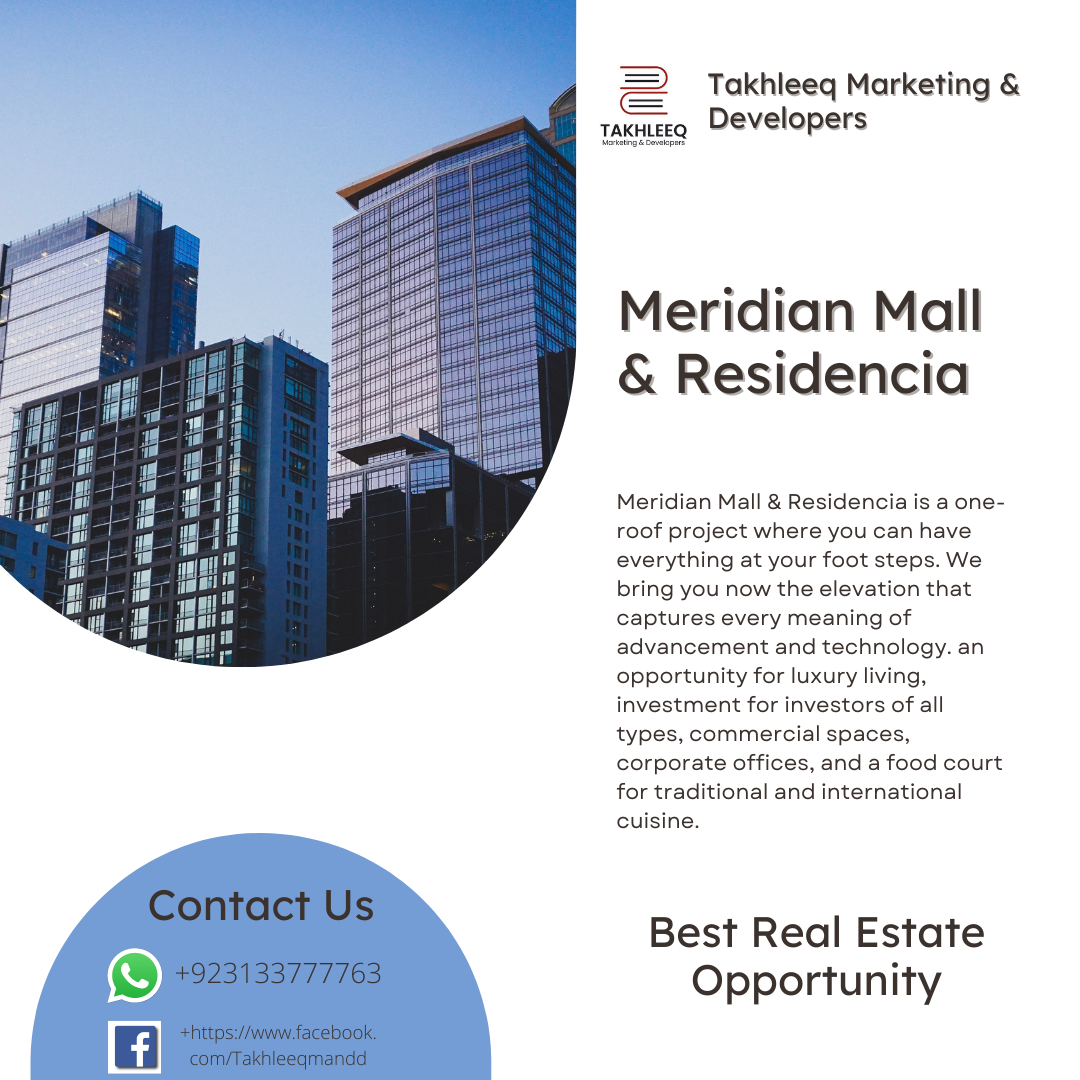 TAKHLEEQ
Marketing & Developers
Takhleeq Marketing &
Developers
Meridian Mall
& Residencia
Meridian Mall & Residencia is a one-
roof project where you can have
everything at your foot steps. We
bring you now the elevation that
captures every meaning of
advancement and technology. an
opportunity for luxury living,
investment for investors of all
types, commercial spaces,
corporate offices, and a food court
for traditional and international
cuisine.
Contact Us
+923133777763
+https://www.facebook.
com/Takhleeqmandd
Best Real Estate
Opportunity